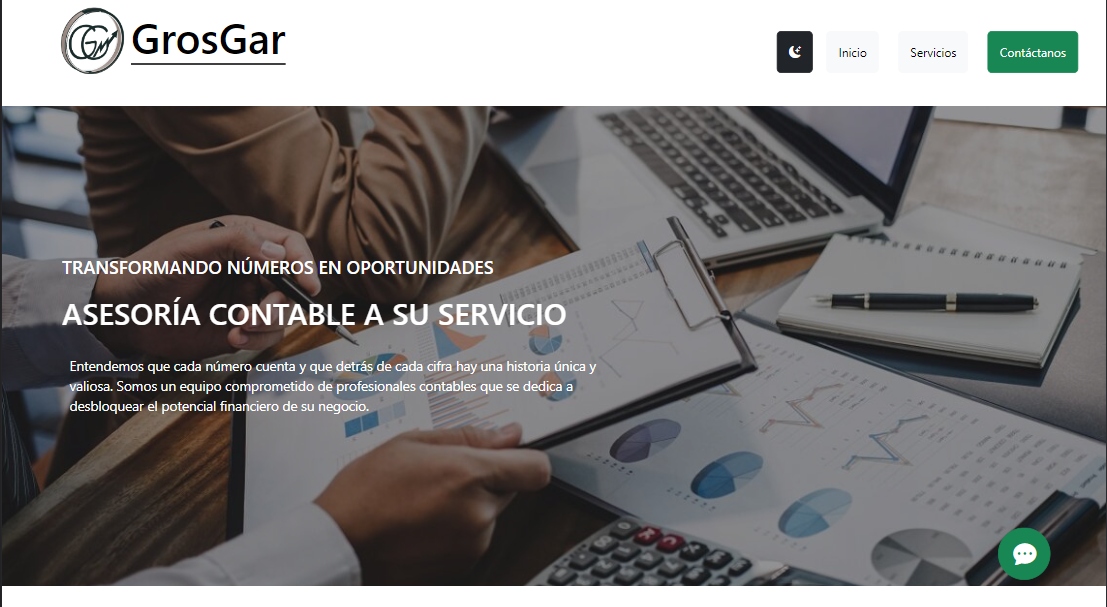 GrosGar
Inicio
Servicios
Contáctanos
TRANSFORMANDO NÚMEROS EN OPORTUNIDADES
ASESORÍA CONTABLE A SU SERVICIO
Entendemos que cada número cuenta y que detrás de cada cifra hay una historia única y
valiosa. Somos un equipo comprometido de profesionales contables que se dedica a
desbloquear el potencial financiero de su negocio.